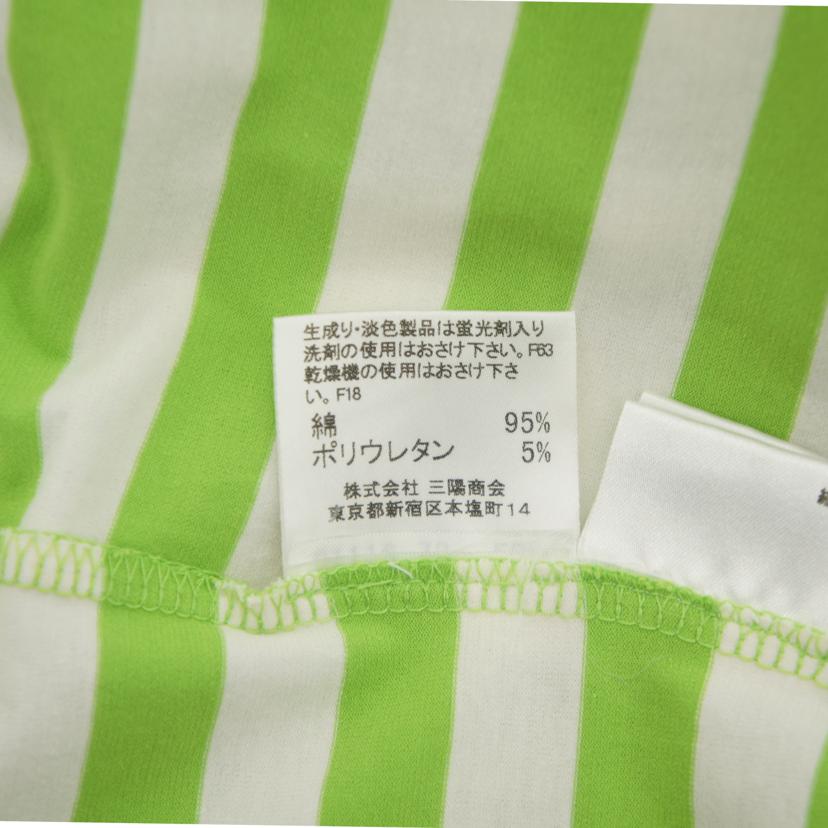 生成り・淡色製品は蛍光剤入り
洗剤の使用はおさけ下さい。F63
乾燥機の使用はおさけ下さ
い。F18
綿 95%
ポリウレタン 5%
株式会社 三陽商会
東京都新宿区本塩町14